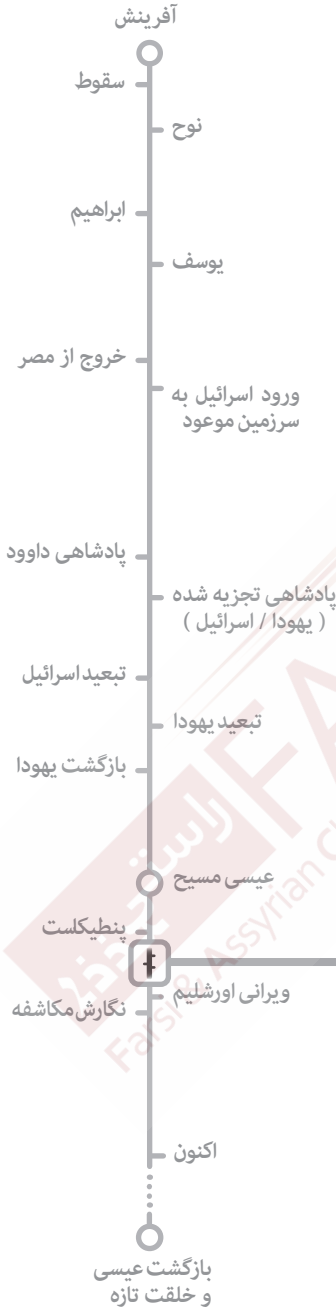 آفرینش
سقوط
نوح
ابراهیم
یوسف
خروج از مصر
ورود اسرائیل به
سرزمین موعود
پادشاهی داوود
پادشاهی تجزیه شده
( یهودا / اسرائیل )
تبعید اسرائیل
تبعید یهودا
بازگشت یهودا
عیسی مسیح
پنطیکلست
ویرانی اورشلیم
نگارش مکاشفه
اکنون
بازگشت عیسی
و خلقت تازه